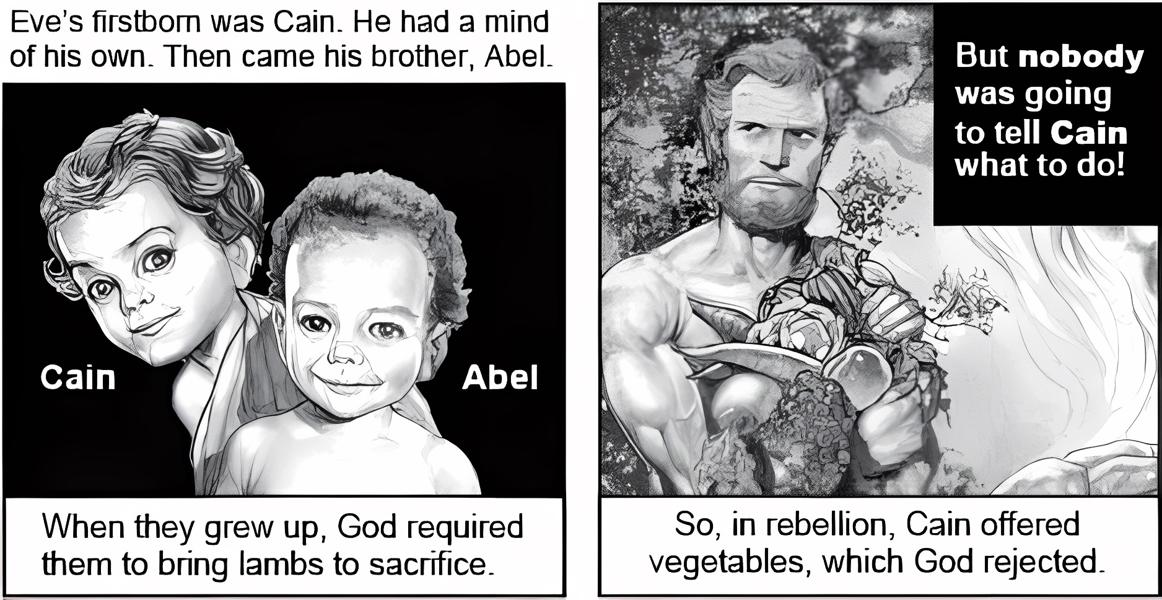 Eve's firstborn was Cain. He had a mind
of his own. Then came his brother, Abel.
Cain
Abel
When they grew up, God required
them to bring lambs to sacrifice.
But nobody
was going
to tell Cain
what to do!
So, in rebellion, Cain offered
vegetables, which God rejected.